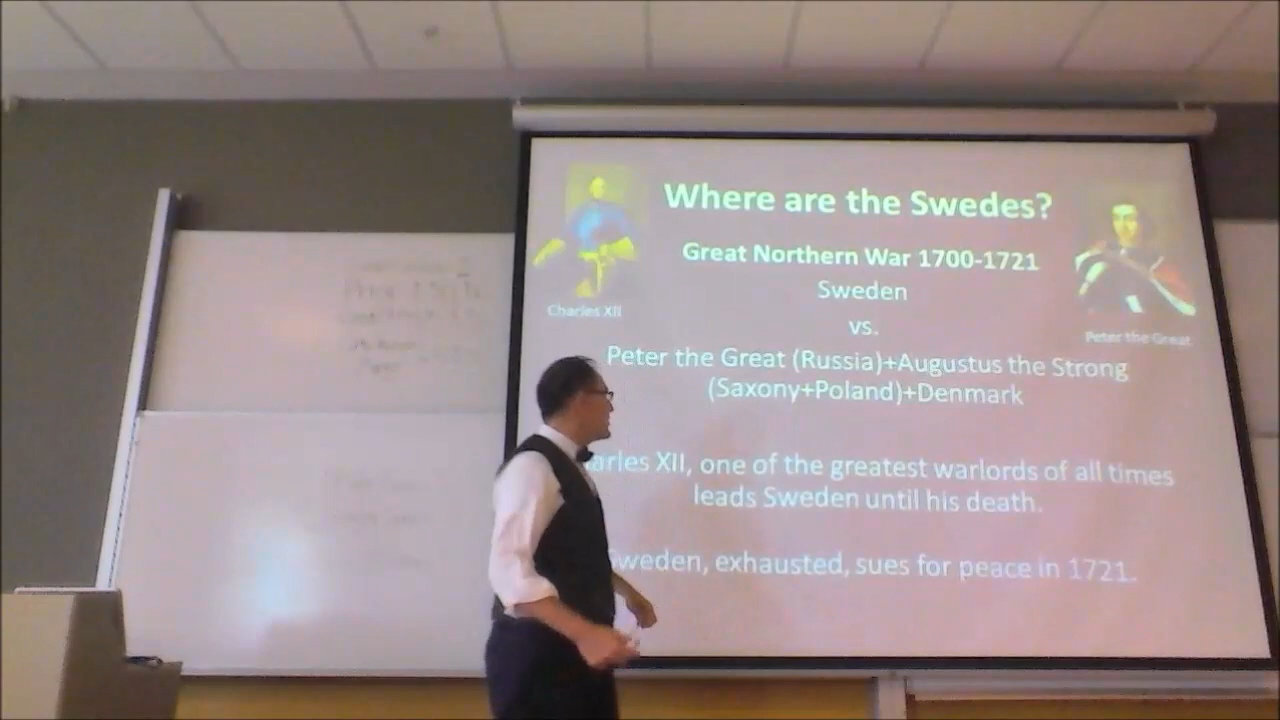 Where are the Swedes?
Great Northern War 1700-1721
Sweden
vs.
Charles XII
Peter the Great
Peter the Great (Russia)+Augustus the Strong
(Saxony+Poland)+Denmark
arles XII, one of the greatest warlords of all times
leads Sweden until his death.
Sweden, exhausted, sues for peace in 1721.